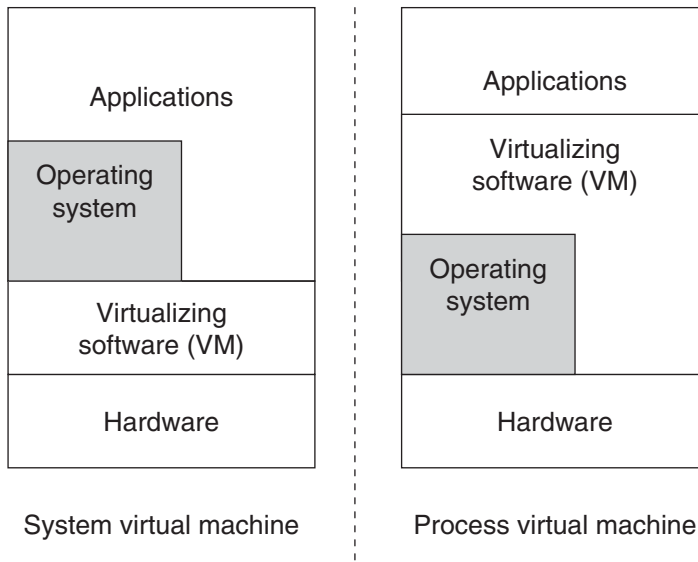 Applications
Operating
system
Virtualizing
software (VM)
Hardware
System virtual machine
Applications
Virtualizing
software (VM)
Operating
system
Hardware
Process virtual machine